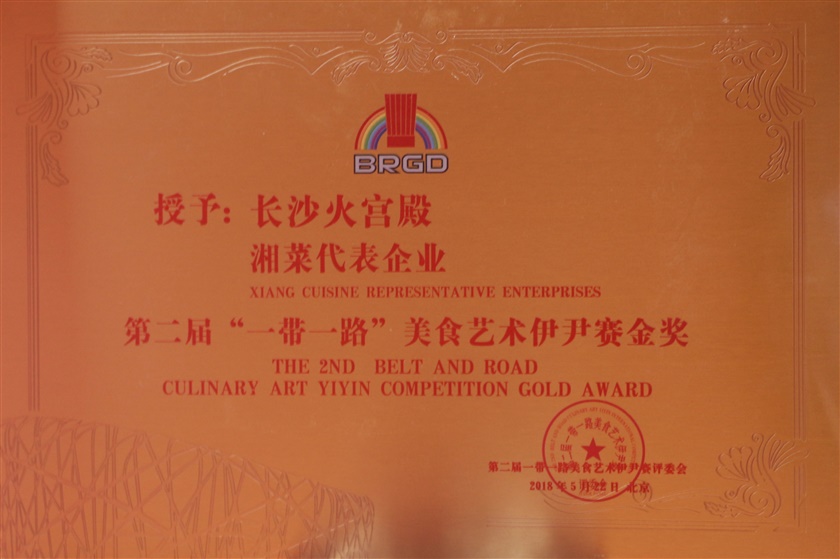 BRGD
授予：长沙火宫殿
湘菜代表企业
XIANG CUISINE REPRESENTATIVE ENTERPRISES
第二届“一带一路”美食艺术伊尹赛金奖
THE 2ND BELT AND ROAD
CULINARY ART YIYIN COMPETITION GOLD AWARD
第二届一带一路美食艺术伊尹赛评委会
2018年5月22日 北京